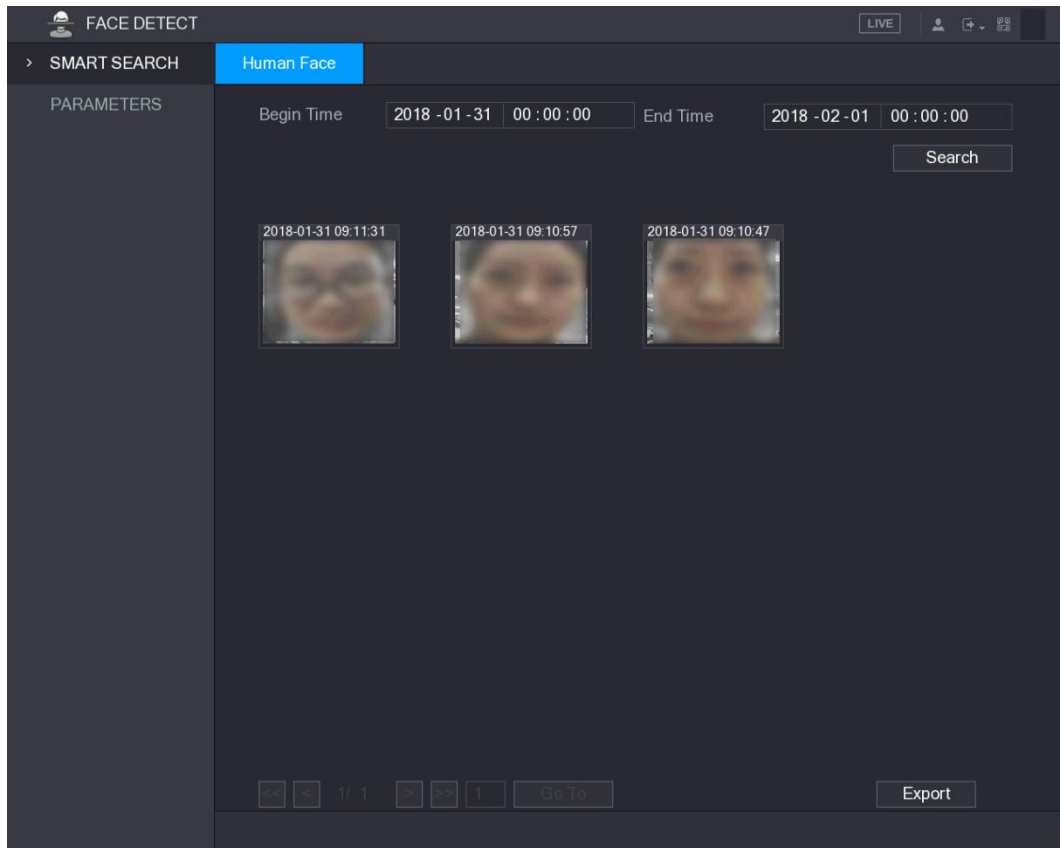 FACE DETECT
LIVE
> SMART SEARCH
Human Face
PARAMETERS
Begin Time 2018 -01 -31 00 : 00 : 00 End Time 2018 -02 -01 00 : 00 : 00
Search
2018-01-31 09:11:31 2018-01-31 09:10:57 2018-01-31 09:10:47
<< < 1/ 1 > >> 1 Go To Export